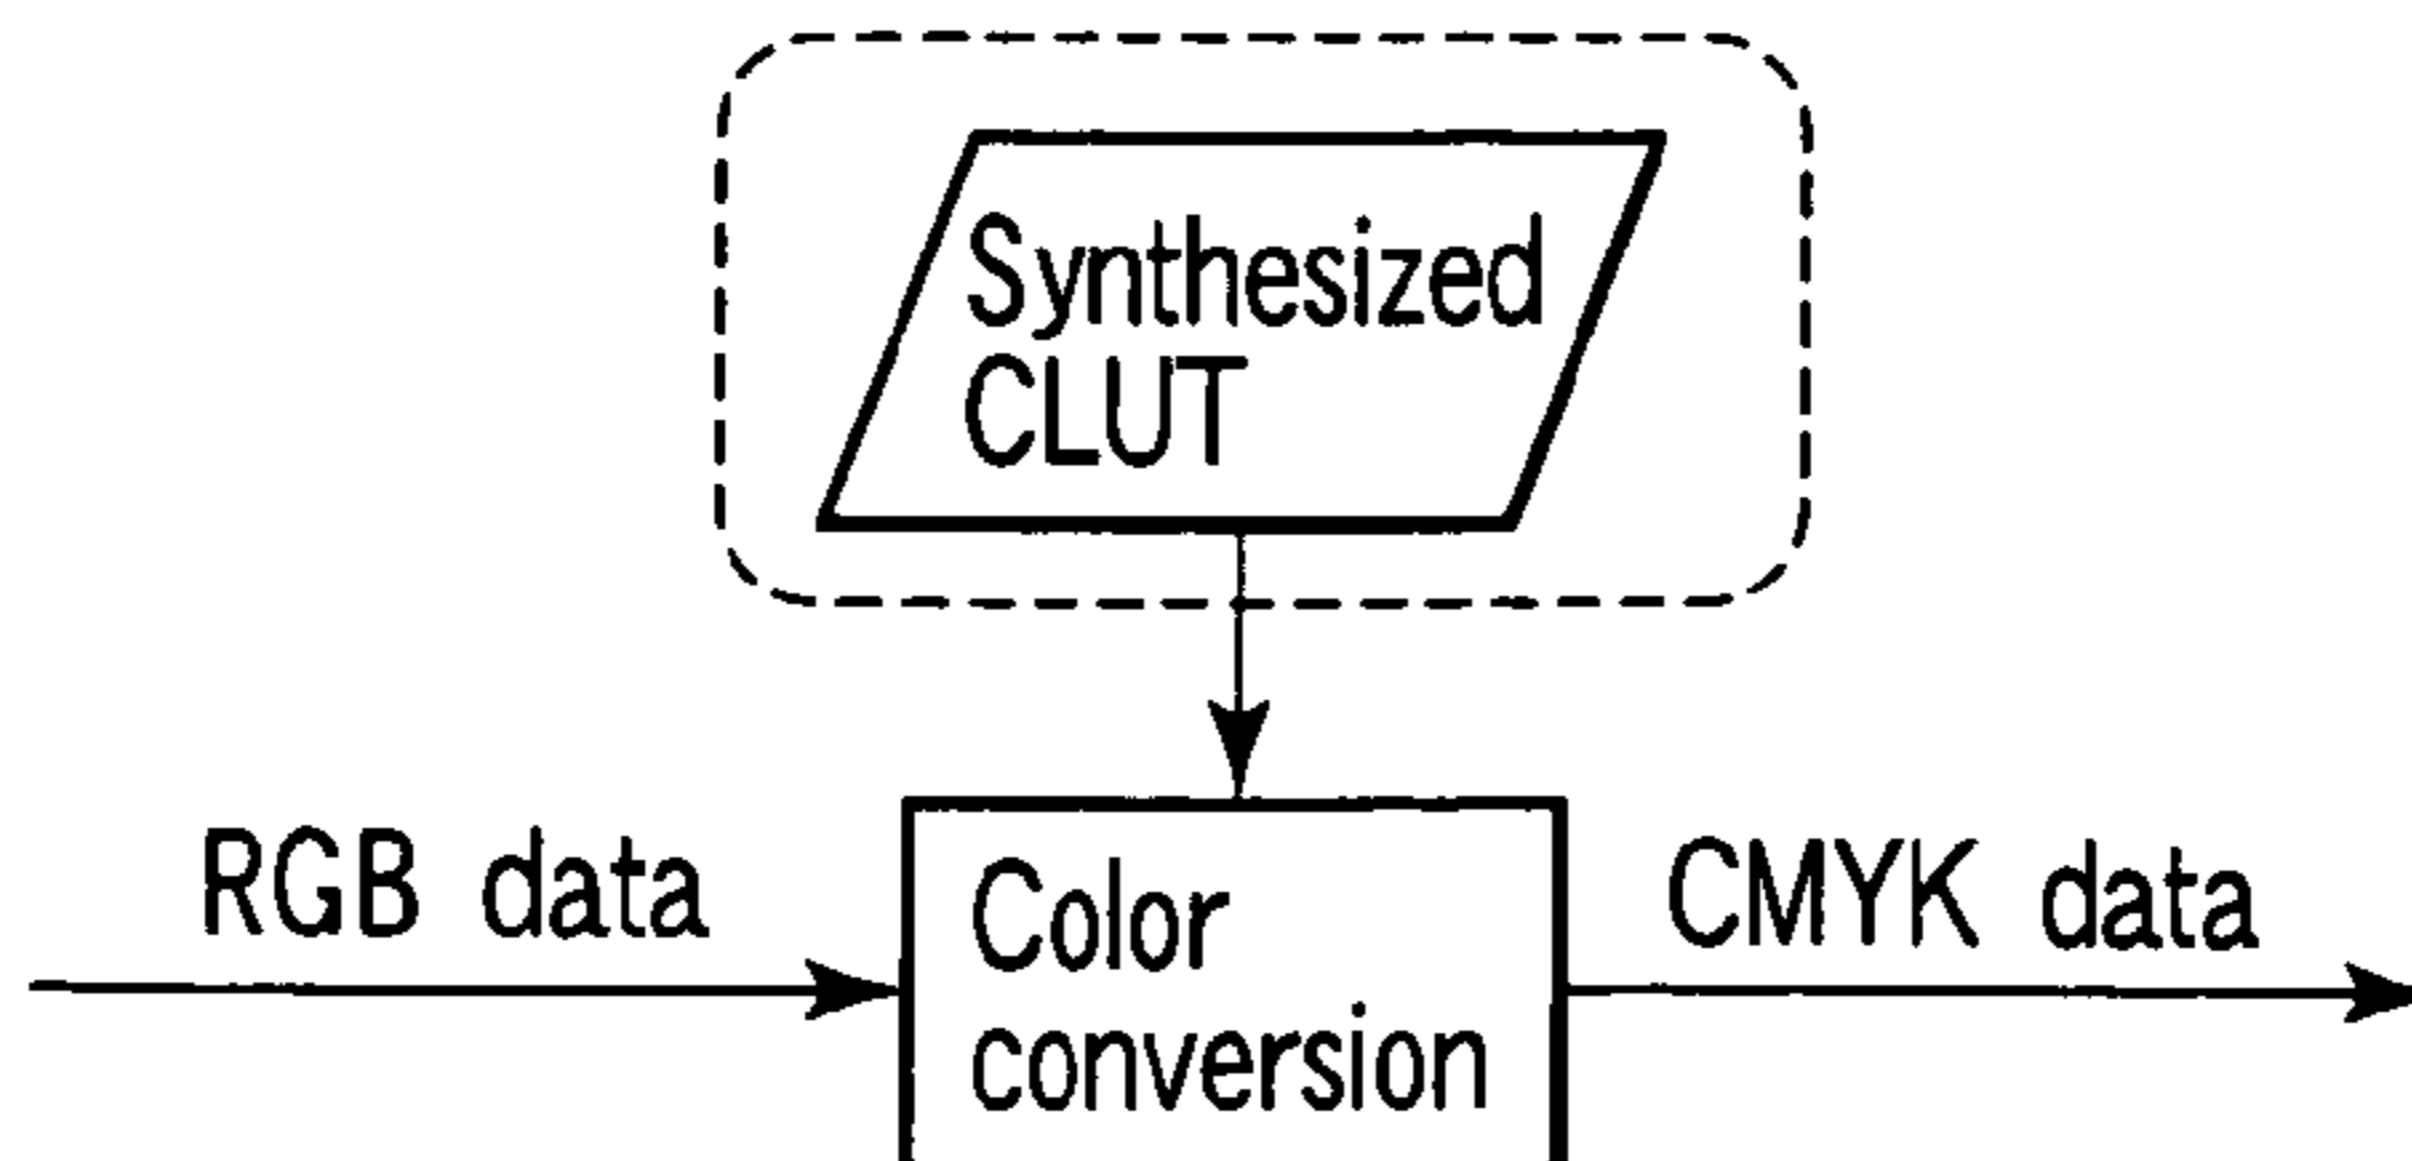 Synthesized
CLUT
RGB data
Color
conversion
CMYK data